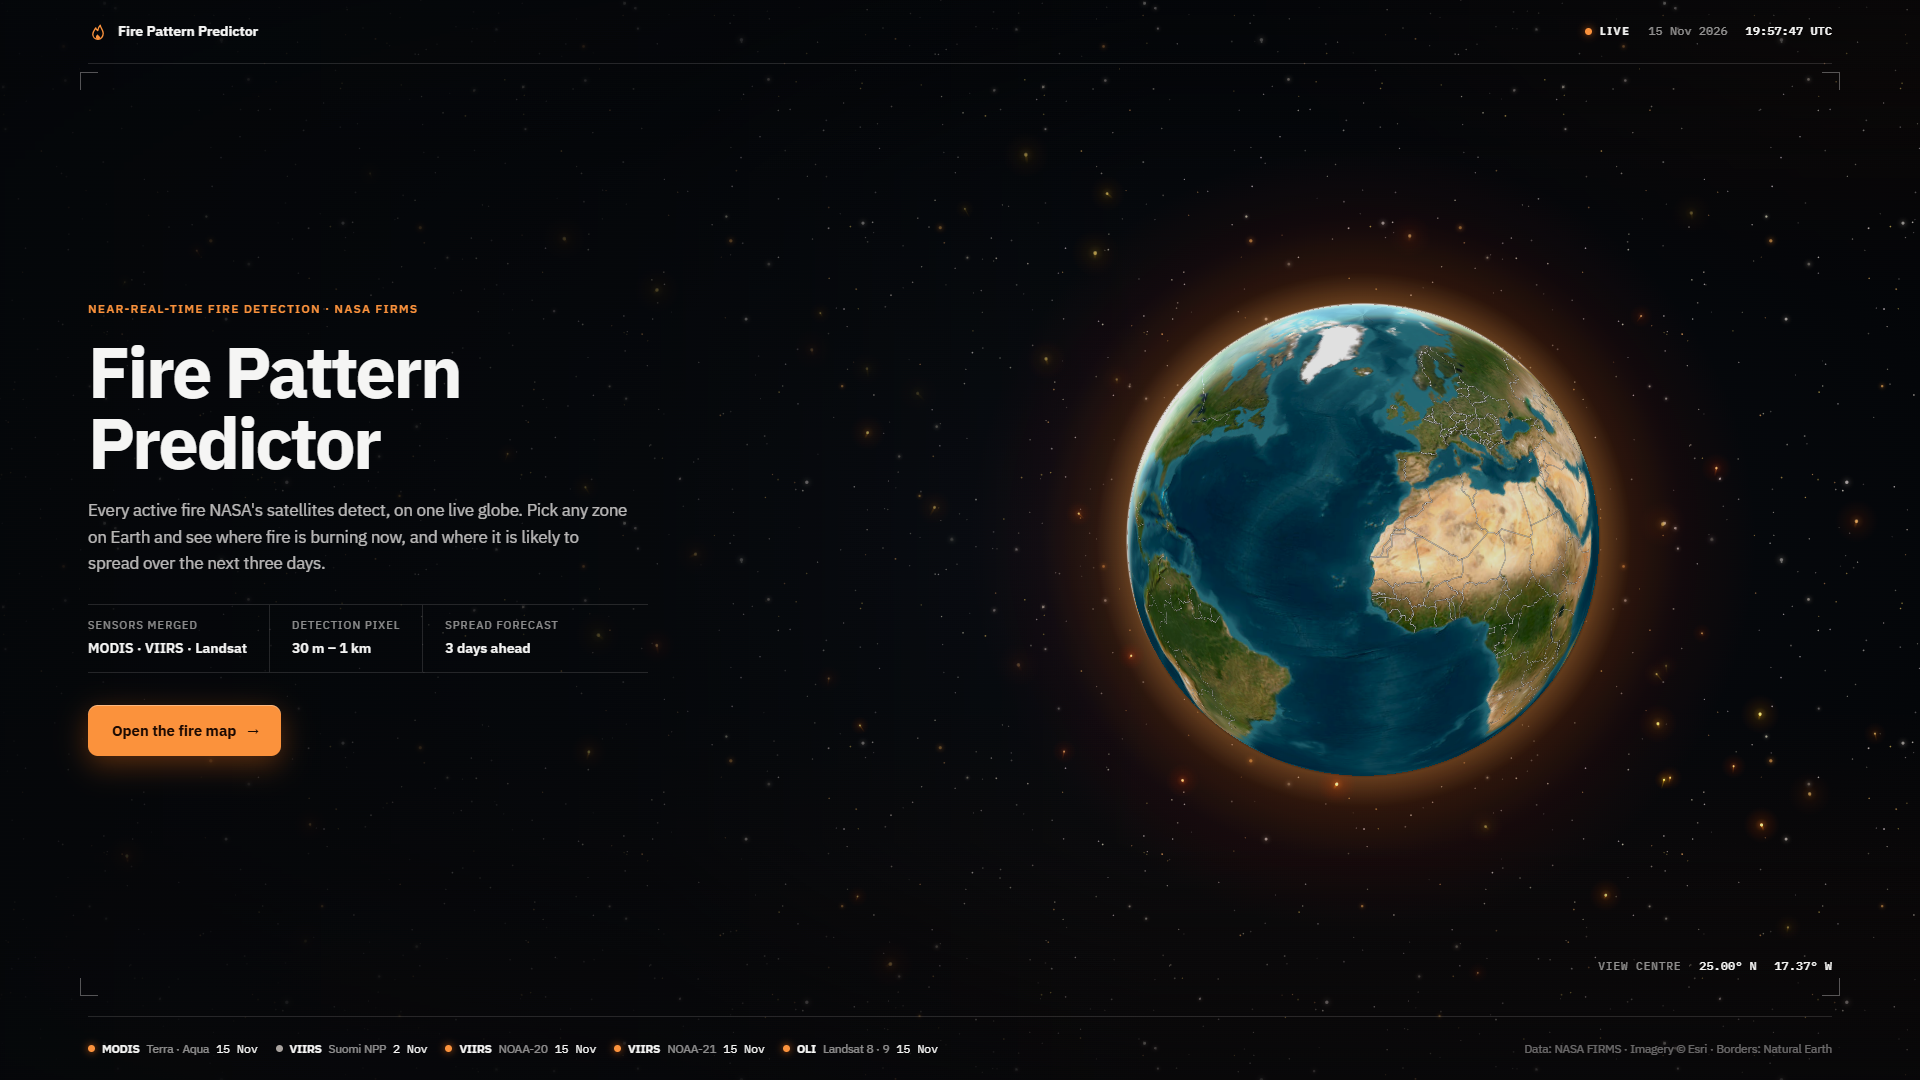 Fire Pattern Predictor
LIVE 15 Nov 2026 19:57:47 UTC
NEAR-REAL-TIME FIRE DETECTION · NASA FIRMS
Fire Pattern
Predictor
Every active fire NASA's satellites detect, on one live globe. Pick any zone
on Earth and see where fire is burning now, and where it is likely to
spread over the next three days.
SENSORS MERGED
MODIS · VIIRS · Landsat
DETECTION PIXEL
30 m – 1 km
SPREAD FORECAST
3 days ahead
Open the fire map →
VIEW CENTRE 25.00° N 17.37° W
MODIS Terra · Aqua 15 Nov VIIRS Suomi NPP 2 Nov VIIRS NOAA-20 15 Nov VIIRS NOAA-21 15 Nov OLI Landsat 8 · 9 15 Nov
Data: NASA FIRMS · Imagery © Esri · Borders: Natural Earth